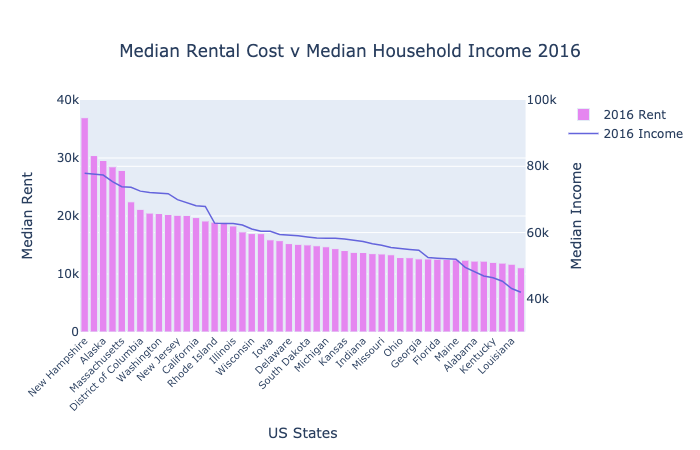 Median Rental Cost v Median Household Income 2016
40k
30k
20k
10k
0
Median Rent
100k
80k
60k
40k
Median Income
2016 Rent
2016 Income
New Hampshire
Alaska
Massachusetts
District of Columbia
Washington
New Jersey
California
Rhode Island
Illinois
Wisconsin
Iowa
Delaware
South Dakota
Michigan
Kansas
Indiana
Missouri
Ohio
Georgia
Florida
Maine
Alabama
Kentucky
Louisiana
US States